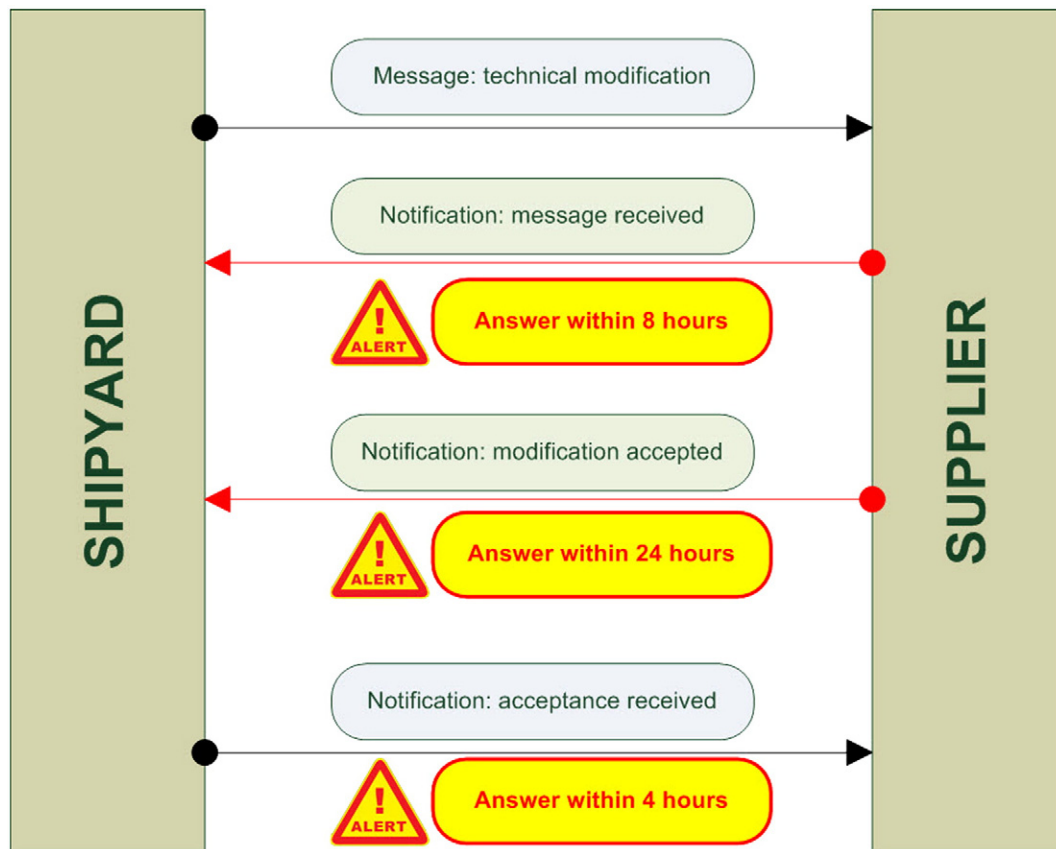 Message: technical modification
Notification: message received
!
ALERT
Answer within 8 hours
SHIPYARD
SUPPLIER
Notification: modification accepted
!
ALERT
Answer within 24 hours
Notification: acceptance received
!
ALERT
Answer within 4 hours